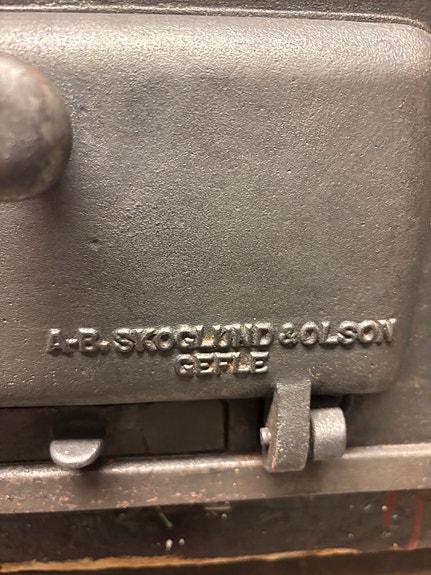 A-B. SKOGLUND & OLSON
GEFLE